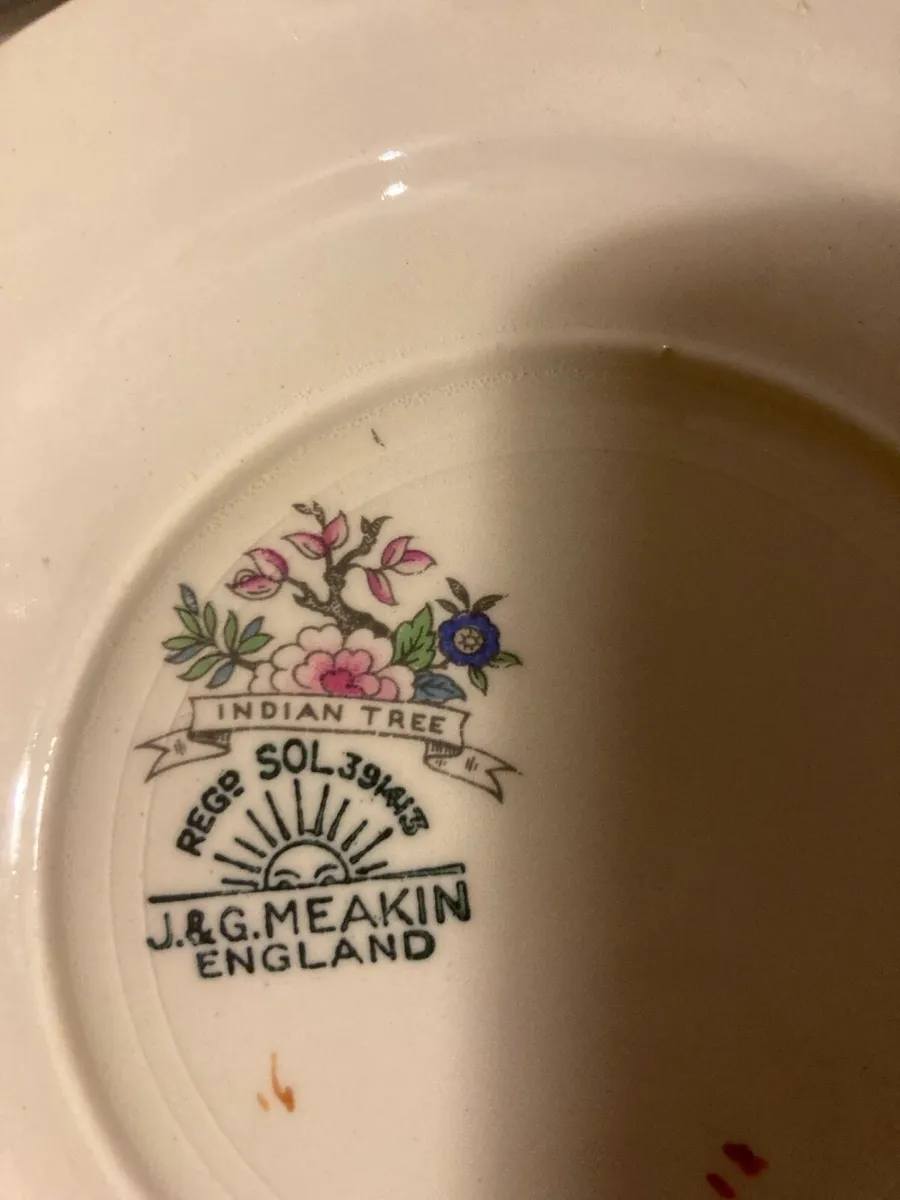 INDIAN TREE
REGD SOL 391413
J.&G. MEAKIN
ENGLAND